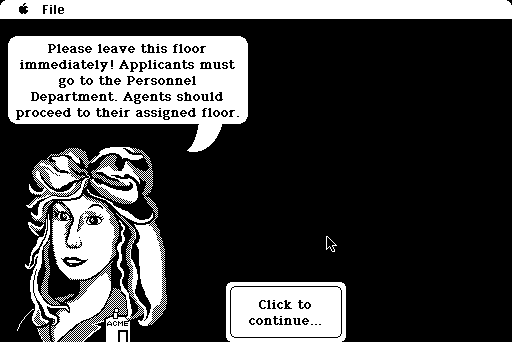 File
Please leave this floor
immediately! Applicants must
go to the Personnel
Department. Agents should
proceed to their assigned floor.
ACME
Click to
continue...